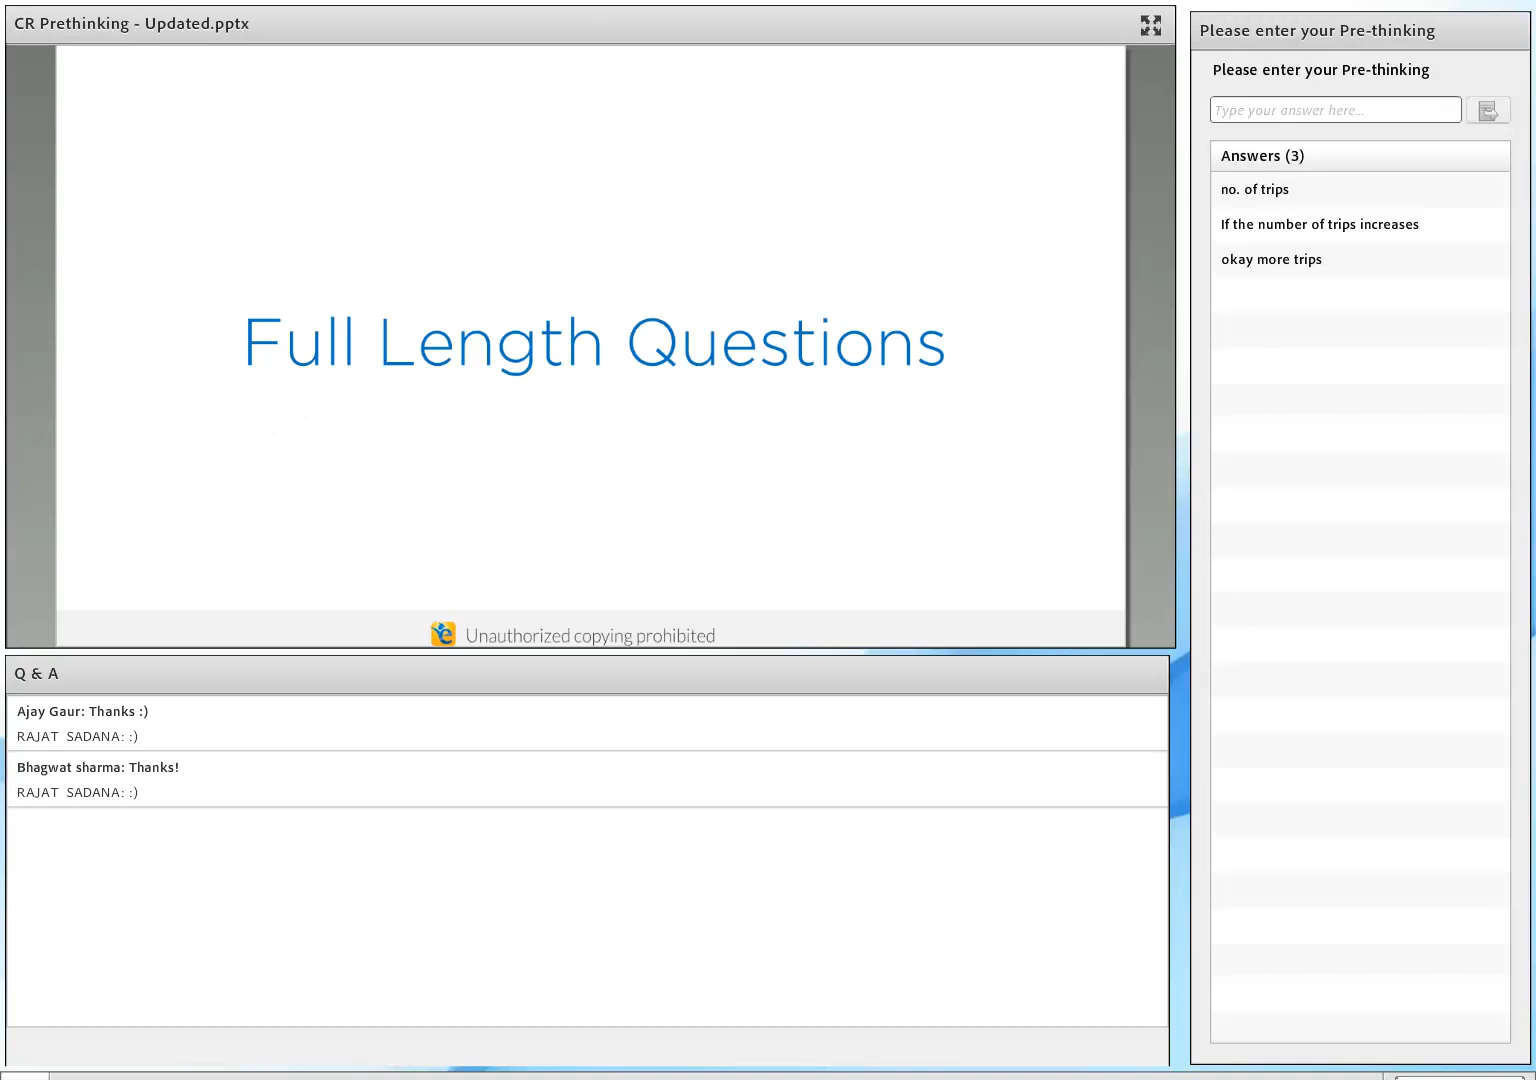 CR Prethinking - Updated.pptx
Full Length Questions
Unauthorized copying prohibited
Q & A
Ajay Gaur: Thanks :)
RAJAT SADANA: :)
Bhagwat sharma: Thanks!
RAJAT SADANA: :)
Please enter your Pre-thinking
Please enter your Pre-thinking
Type your answer here...
Answers (3)
no. of trips
If the number of trips increases
okay more trips